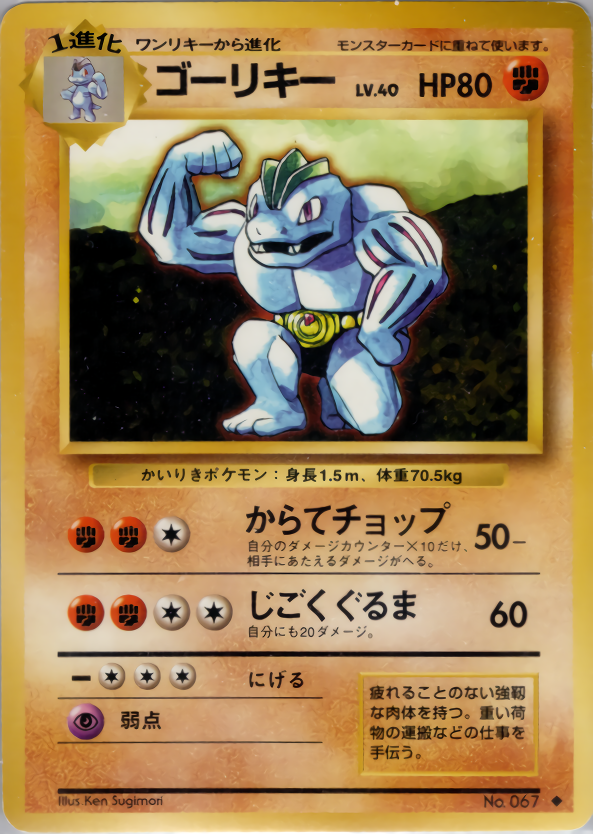 1進化 ワンリキーから進化 モンスターカードに重ねて使います。
ゴーリキー LV.40 HP80
かいりきポケモン：身長1.5m、体重70.5kg
からてチョップ 50−
自分のダメージカウンター×10だけ、
相手にあたえるダメージがへる。
じごくぐるま 60
自分にも20ダメージ。
にげる
弱点
疲れることのない強靱
な肉体を持つ。重い荷
物の運搬などの仕事を
手伝う。
Illus Ken Sugimori No. 067 ◆